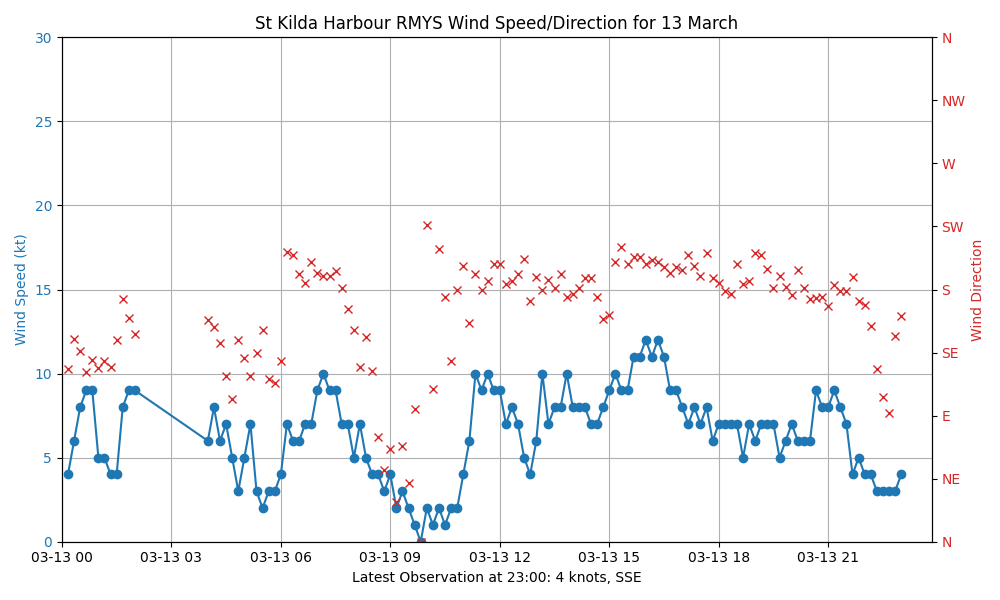 St Kilda Harbour RMYS Wind Speed/Direction for 13 March
30
25
20
15
10
5
0
Wind Speed (kt)
N
NW
W
SW
S
SE
E
NE
N
Wind Direction
03-13 00
03-13 03
03-13 06
03-13 09
03-13 12
03-13 15
03-13 18
03-13 21
Latest Observation at 23:00: 4 knots, SSE